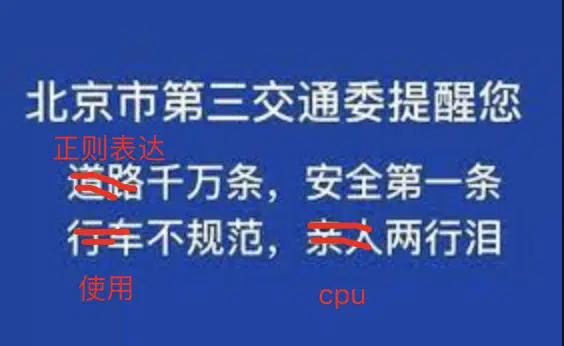 北京市第三交通委提醒您
正则表达
道路千万条，安全第一条
行车不规范，亲人两行泪
使用
cpu